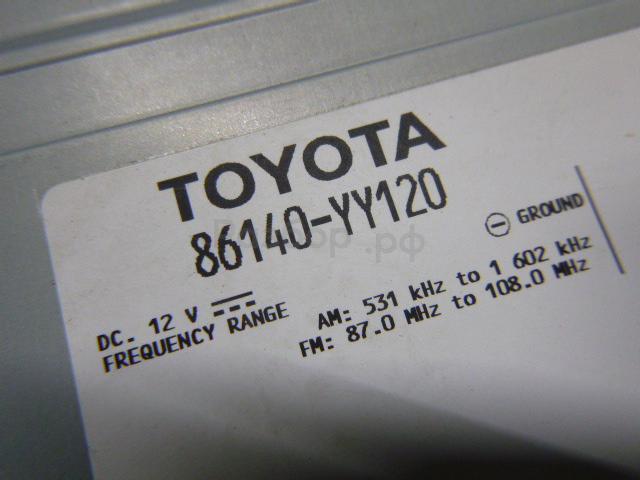 TOYOTA
86140-YY120
⊖ GROUND
DC. 12 V ⎓
FREQUENCY RANGE AM: 531 kHz to 1 602 kHz
FM: 87.0 MHz to 108.0 MHz